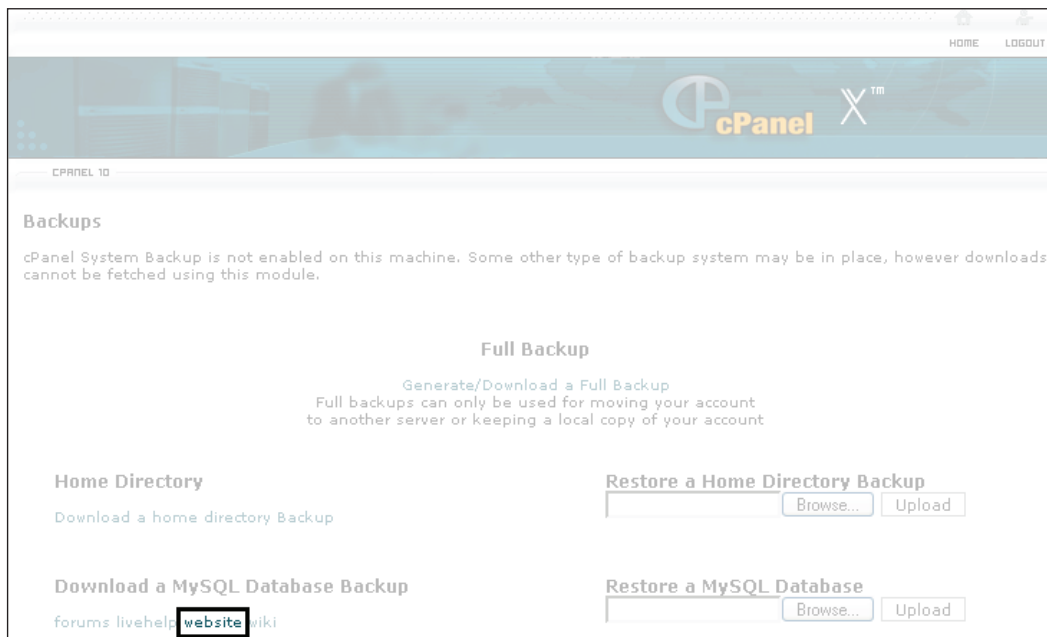 HOME LOGOUT
cPanel X™
CPANEL 10
Backups
cPanel System Backup is not enabled on this machine. Some other type of backup system may be in place, however downloads
cannot be fetched using this module.
Full Backup
Generate/Download a Full Backup
Full backups can only be used for moving your account
to another server or keeping a local copy of your account
Home Directory
Download a home directory Backup
Restore a Home Directory Backup
Browse... Upload
Download a MySQL Database Backup
forums livehelp website wiki
Restore a MySQL Database
Browse... Upload